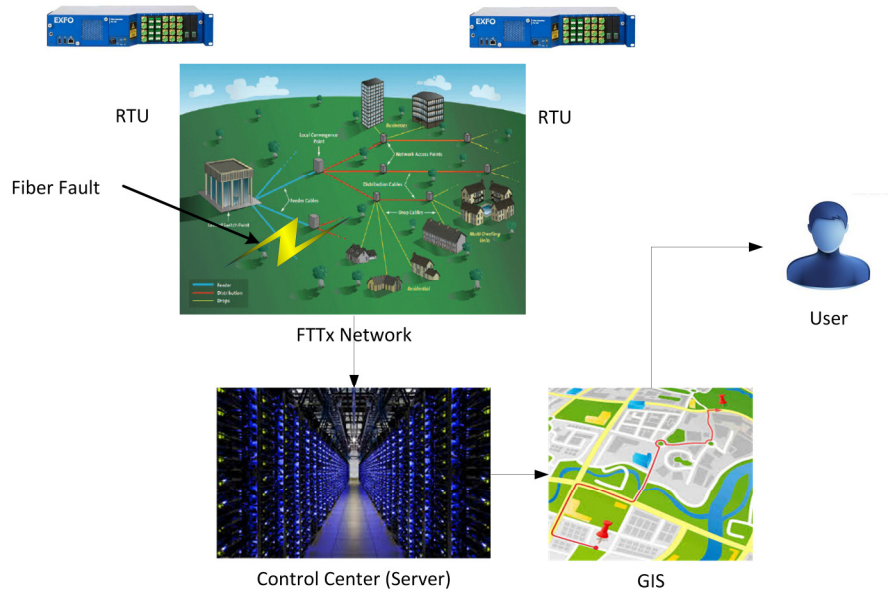 EXFO
EXFO
RTU
RTU
Fiber Fault
Businesses
Local Convergence
Point
Network Access Points
Distribution Cables
Feeder Cables
Drop Cables
Multi-Dwelling
Units
Residential
Feeder
Distribution
Drops
User
FTTx Network
Control Center (Server)
GIS